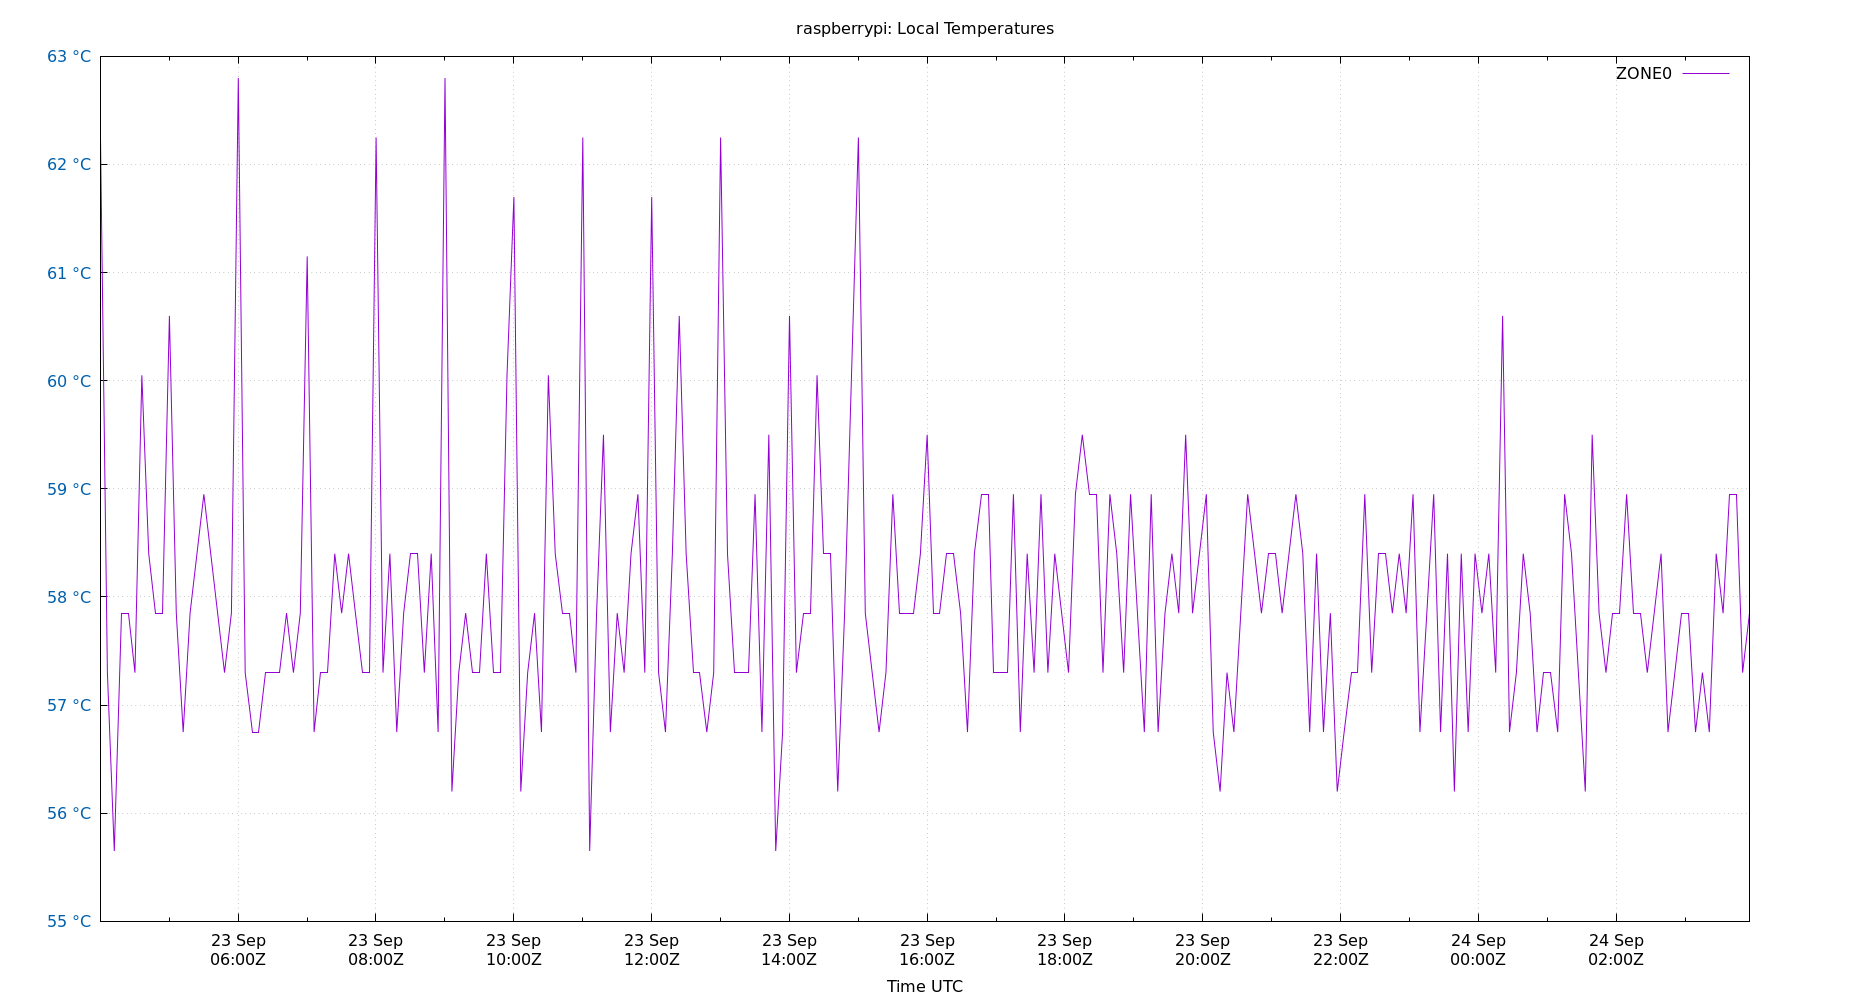 raspberrypi: Local Temperatures
ZONE0
63 °C
62 °C
61 °C
60 °C
59 °C
58 °C
57 °C
56 °C
55 °C
23 Sep 23 Sep 23 Sep 23 Sep 23 Sep 23 Sep 23 Sep 23 Sep 23 Sep 24 Sep 24 Sep
06:00Z 08:00Z 10:00Z 12:00Z 14:00Z 16:00Z 18:00Z 20:00Z 22:00Z 00:00Z 02:00Z
Time UTC